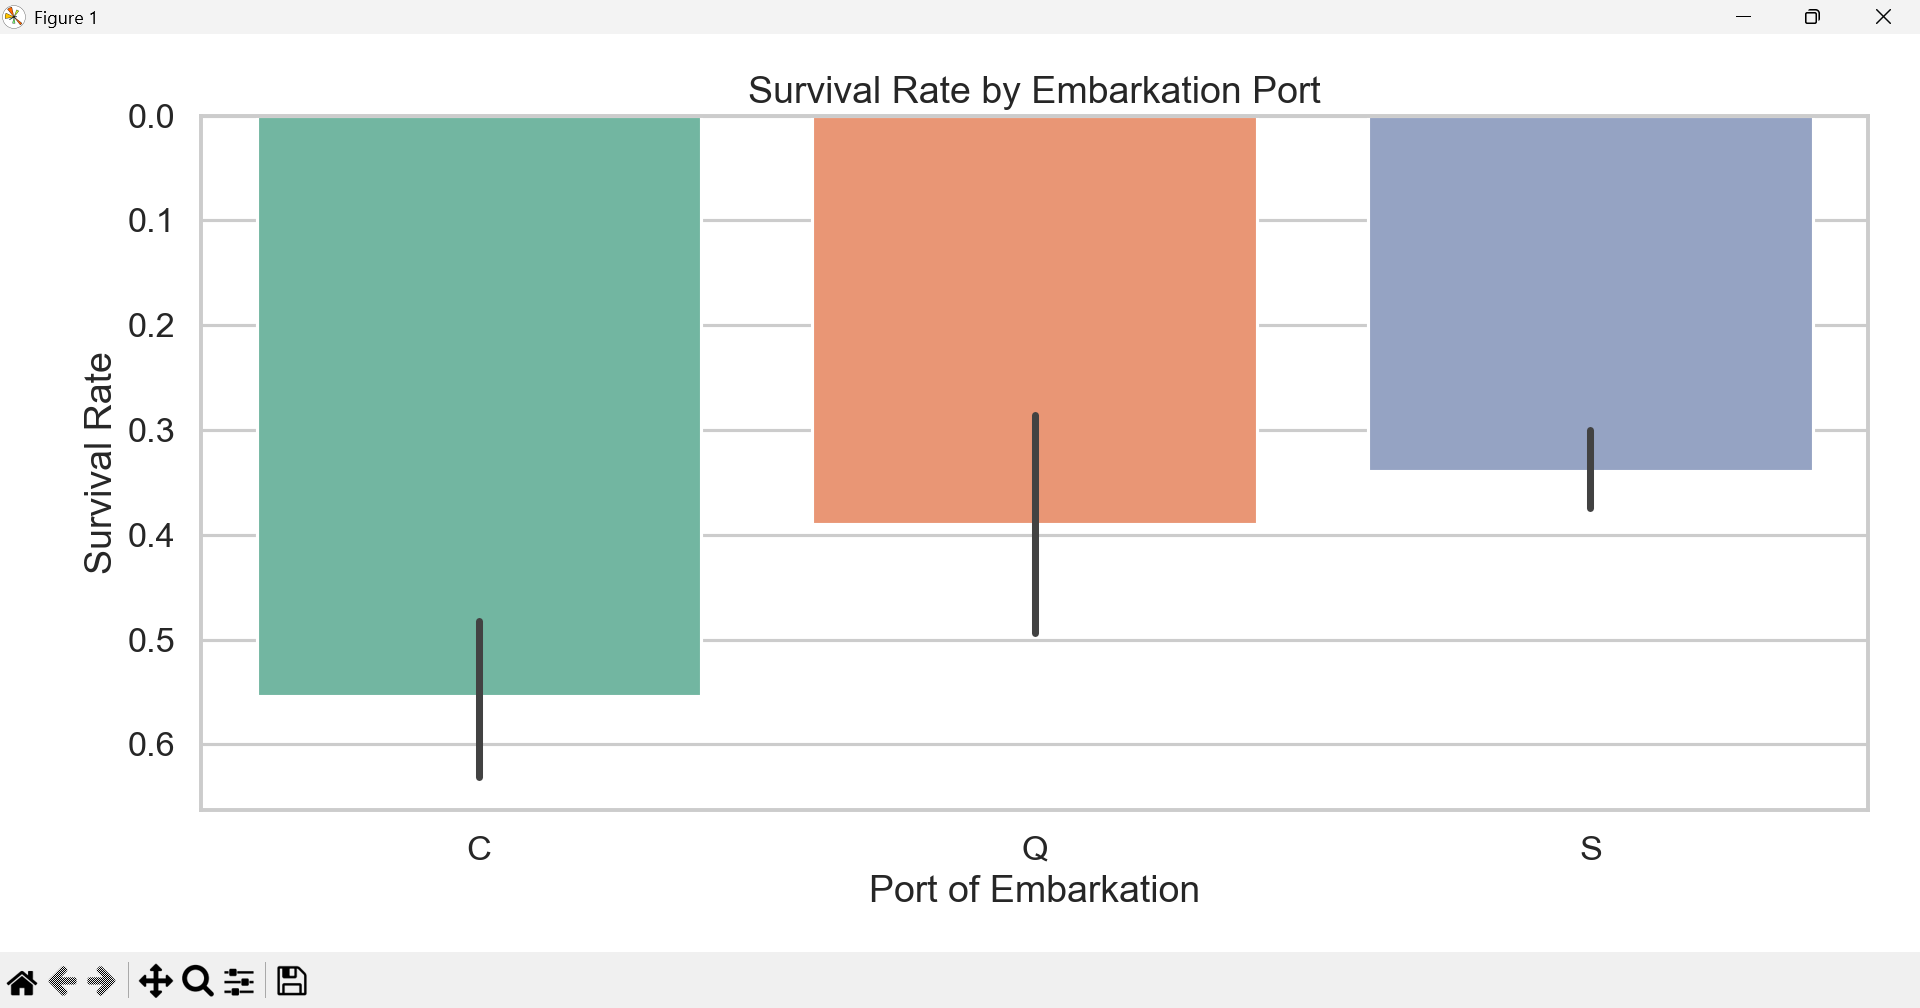 Figure 1
Survival Rate by Embarkation Port
0.0
0.1
0.2
0.3
0.4
0.5
0.6
Survival Rate
C
Q
S
Port of Embarkation